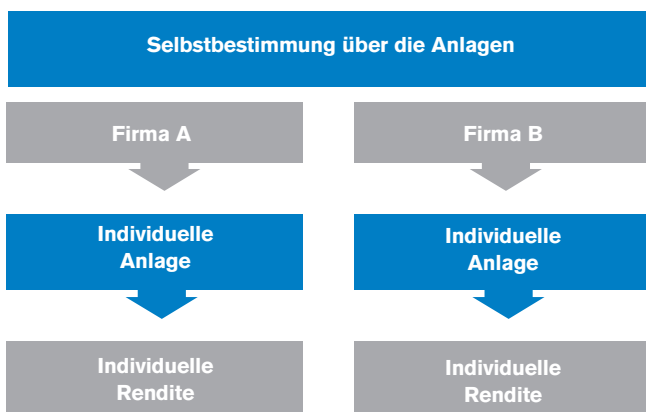 Selbstbestimmung über die Anlagen
Firma A
Firma B
Individuelle
Anlage
Individuelle
Anlage
Individuelle
Rendite
Individuelle
Rendite